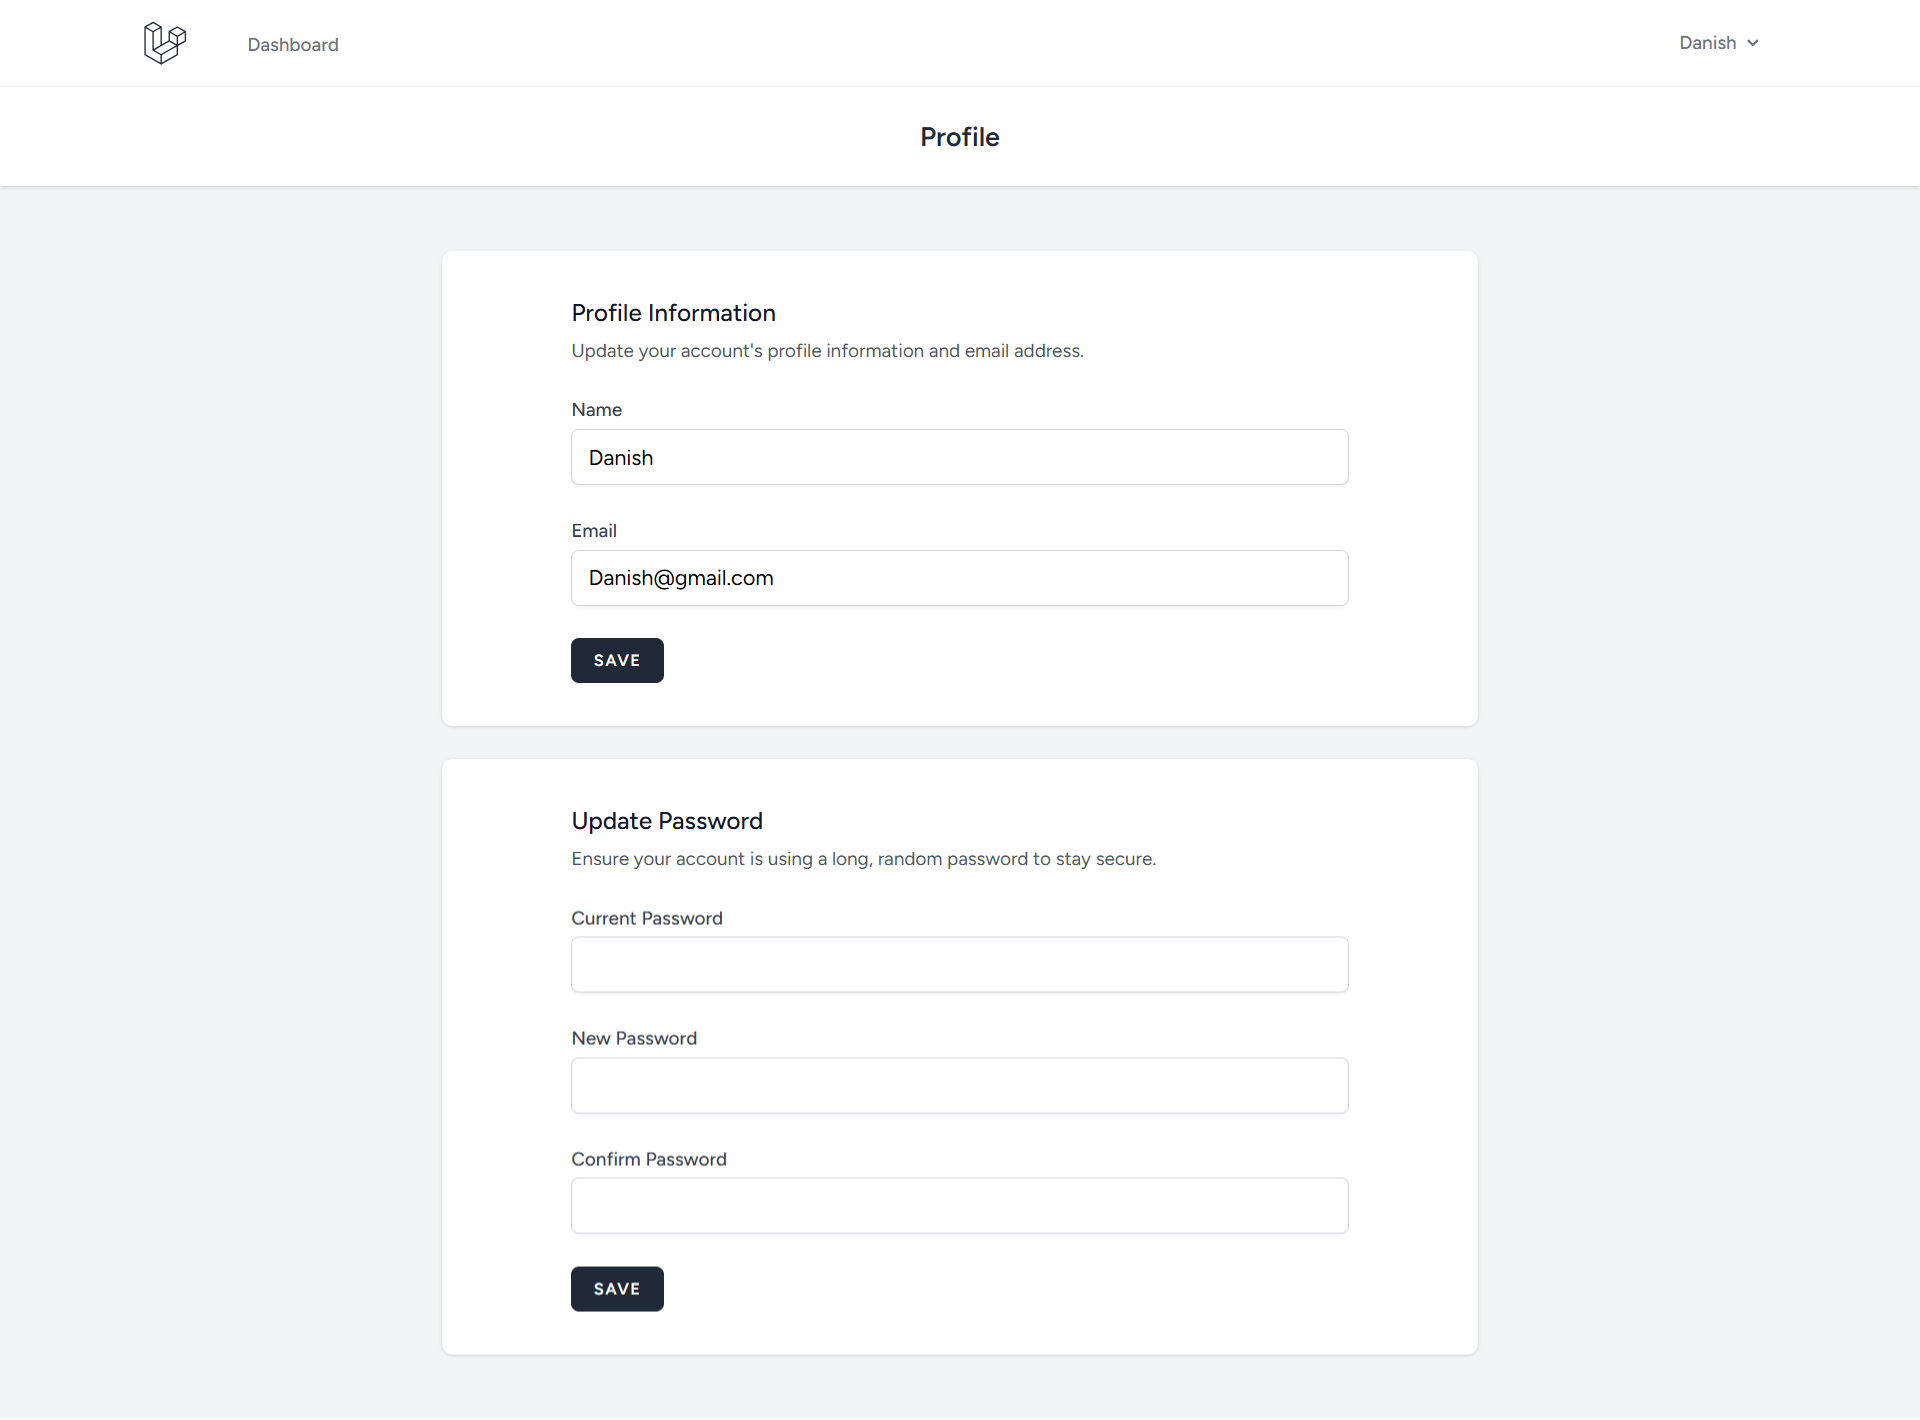 Dashboard
Danish
Profile
Profile Information
Update your account's profile information and email address.
Name
Danish
Email
Danish@gmail.com
SAVE
Update Password
Ensure your account is using a long, random password to stay secure.
Current Password
New Password
Confirm Password
SAVE